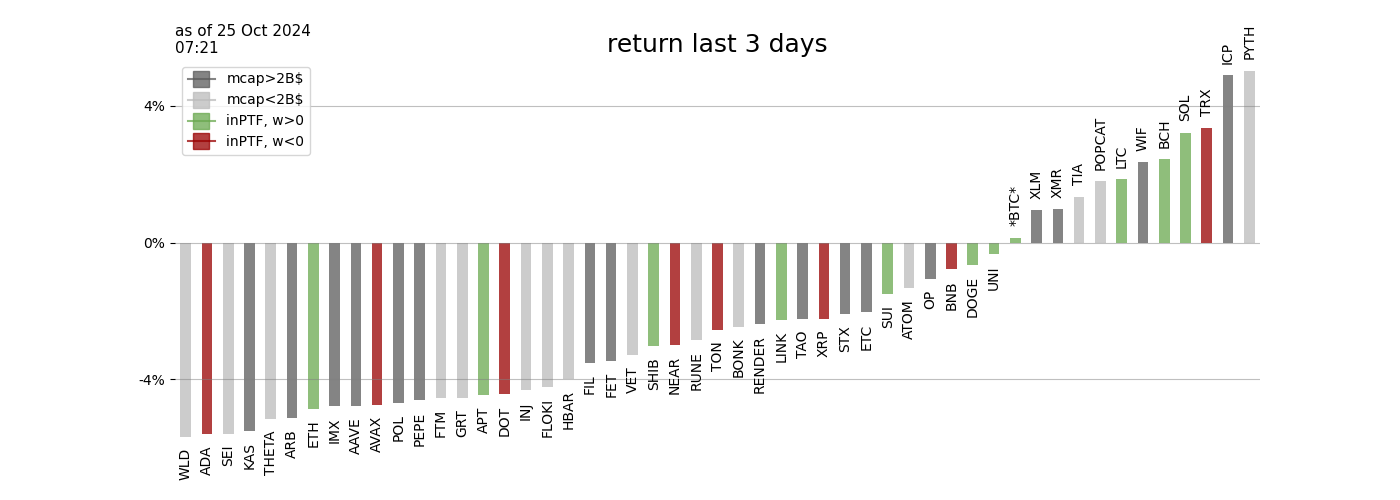 as of 25 Oct 2024
07:21
return last 3 days
mcap>2B$
mcap<2B$
inPTF, w>0
inPTF, w<0
4%
0%
-4%
WLD
ADA
SEI
KAS
THETA
ARB
ETH
IMX
AAVE
AVAX
POL
PEPE
FTM
GRT
APT
DOT
INJ
FLOKI
HBAR
FIL
FET
VET
SHIB
NEAR
RUNE
TON
BONK
RENDER
LINK
TAO
XRP
STX
ETC
SUI
ATOM
OP
BNB
DOGE
UNI
*BTC*
XLM
XMR
TIA
POPCAT
LTC
WIF
BCH
SOL
TRX
ICP
PYTH